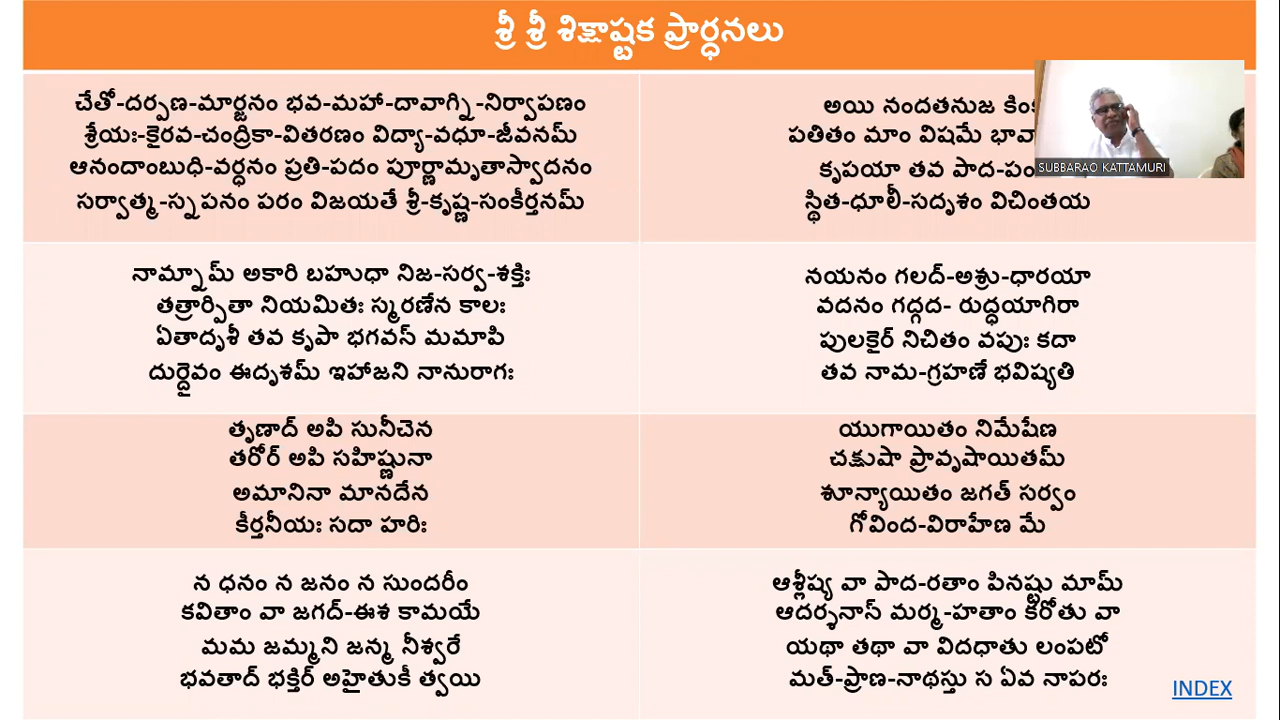 శ్రీ శ్రీ శిక్షాష్టక ప్రార్ధనలు
చేతో-దర్పణ-మార్జనం భవ-మహా-దావాగ్ని-నిర్వాపణం
శ్రేయః-కైరవ-చంద్రికా-వితరణం విద్యా-వధూ-జీవనమ్
ఆనందాంబుధి-వర్ధనం ప్రతి-పదం పూర్ణామృతాస్వాదనం
సర్వాత్మ-స్నపనం పరం విజయతే శ్రీ-కృష్ణ-సంకీర్తనమ్
నామ్నామ్ అకారి బహుధా నిజ-సర్వ-శక్తిః
తత్రార్పితా నియమితః స్మరణేన కాలః
ఏతాదృశీ తవ కృపా భగవన్ మమాపి
దుర్దైవం ఈదృశమ్ ఇహాజని నానురాగః
తృణాద్ అపి సునీచెన
తరోర్ అపి సహిష్ణునా
అమానినా మానదేన
కీర్తనీయః సదా హరిః
న ధనం న జనం న సుందరీం
కవితాం వా జగద్-ఈశ కామయే
మమ జమ్మని జన్మ నీశ్వరే
భవతాద్ భక్తిర్ అహైతుకీ త్వయి
అయి నందతనుజ
పతితం మాం విషమే
కృపయా తవ పాద-
స్థిత-ధూలీ-సదృశం విచింతయ
నయనం గలద్-అశ్రు-ధారయా
వదనం గద్గద- రుద్ధయాగిరా
పులకైర్ నిచితం వపుః కదా
తవ నామ-గ్రహణే భవిష్యతి
యుగాయితం నిమేషేణ
చక్షుషా ప్రావృషాయితమ్
శూన్యాయితం జగత్ సర్వం
గోవింద-విరాహేణ మే
ఆశ్లీష్య వా పాద-రతాం పినష్టు మామ్
ఆదర్శనాస్ మర్మ-హతాం కరోతు వా
యథా తథా వా విదధాతు లంపటో
మత్-ప్రాణ-నాథస్తు స ఏవ నాపరః
SUBBARAO KATTAMURI
INDEX